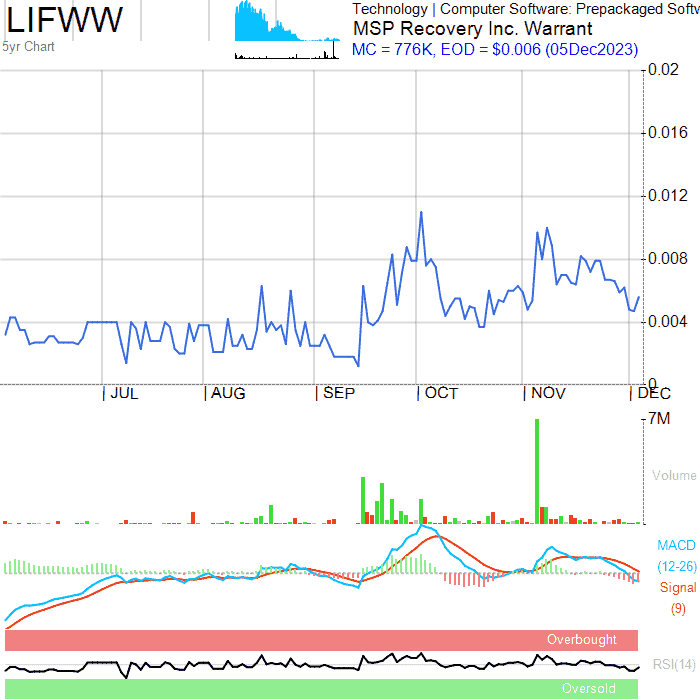 LIFWW
Technology | Computer Software: Prepackaged Softw
MSP Recovery Inc. Warrant
5yr Chart
MC = 776K, EOD = $0.006 (05Dec2023)
0.02
0.016
0.012
0.008
0.004
0
| JUL | AUG | SEP | OCT | NOV | DEC
7M
Volume
MACD
(12-26)
Signal
(9)
Overbought
RSI(14)
Oversold